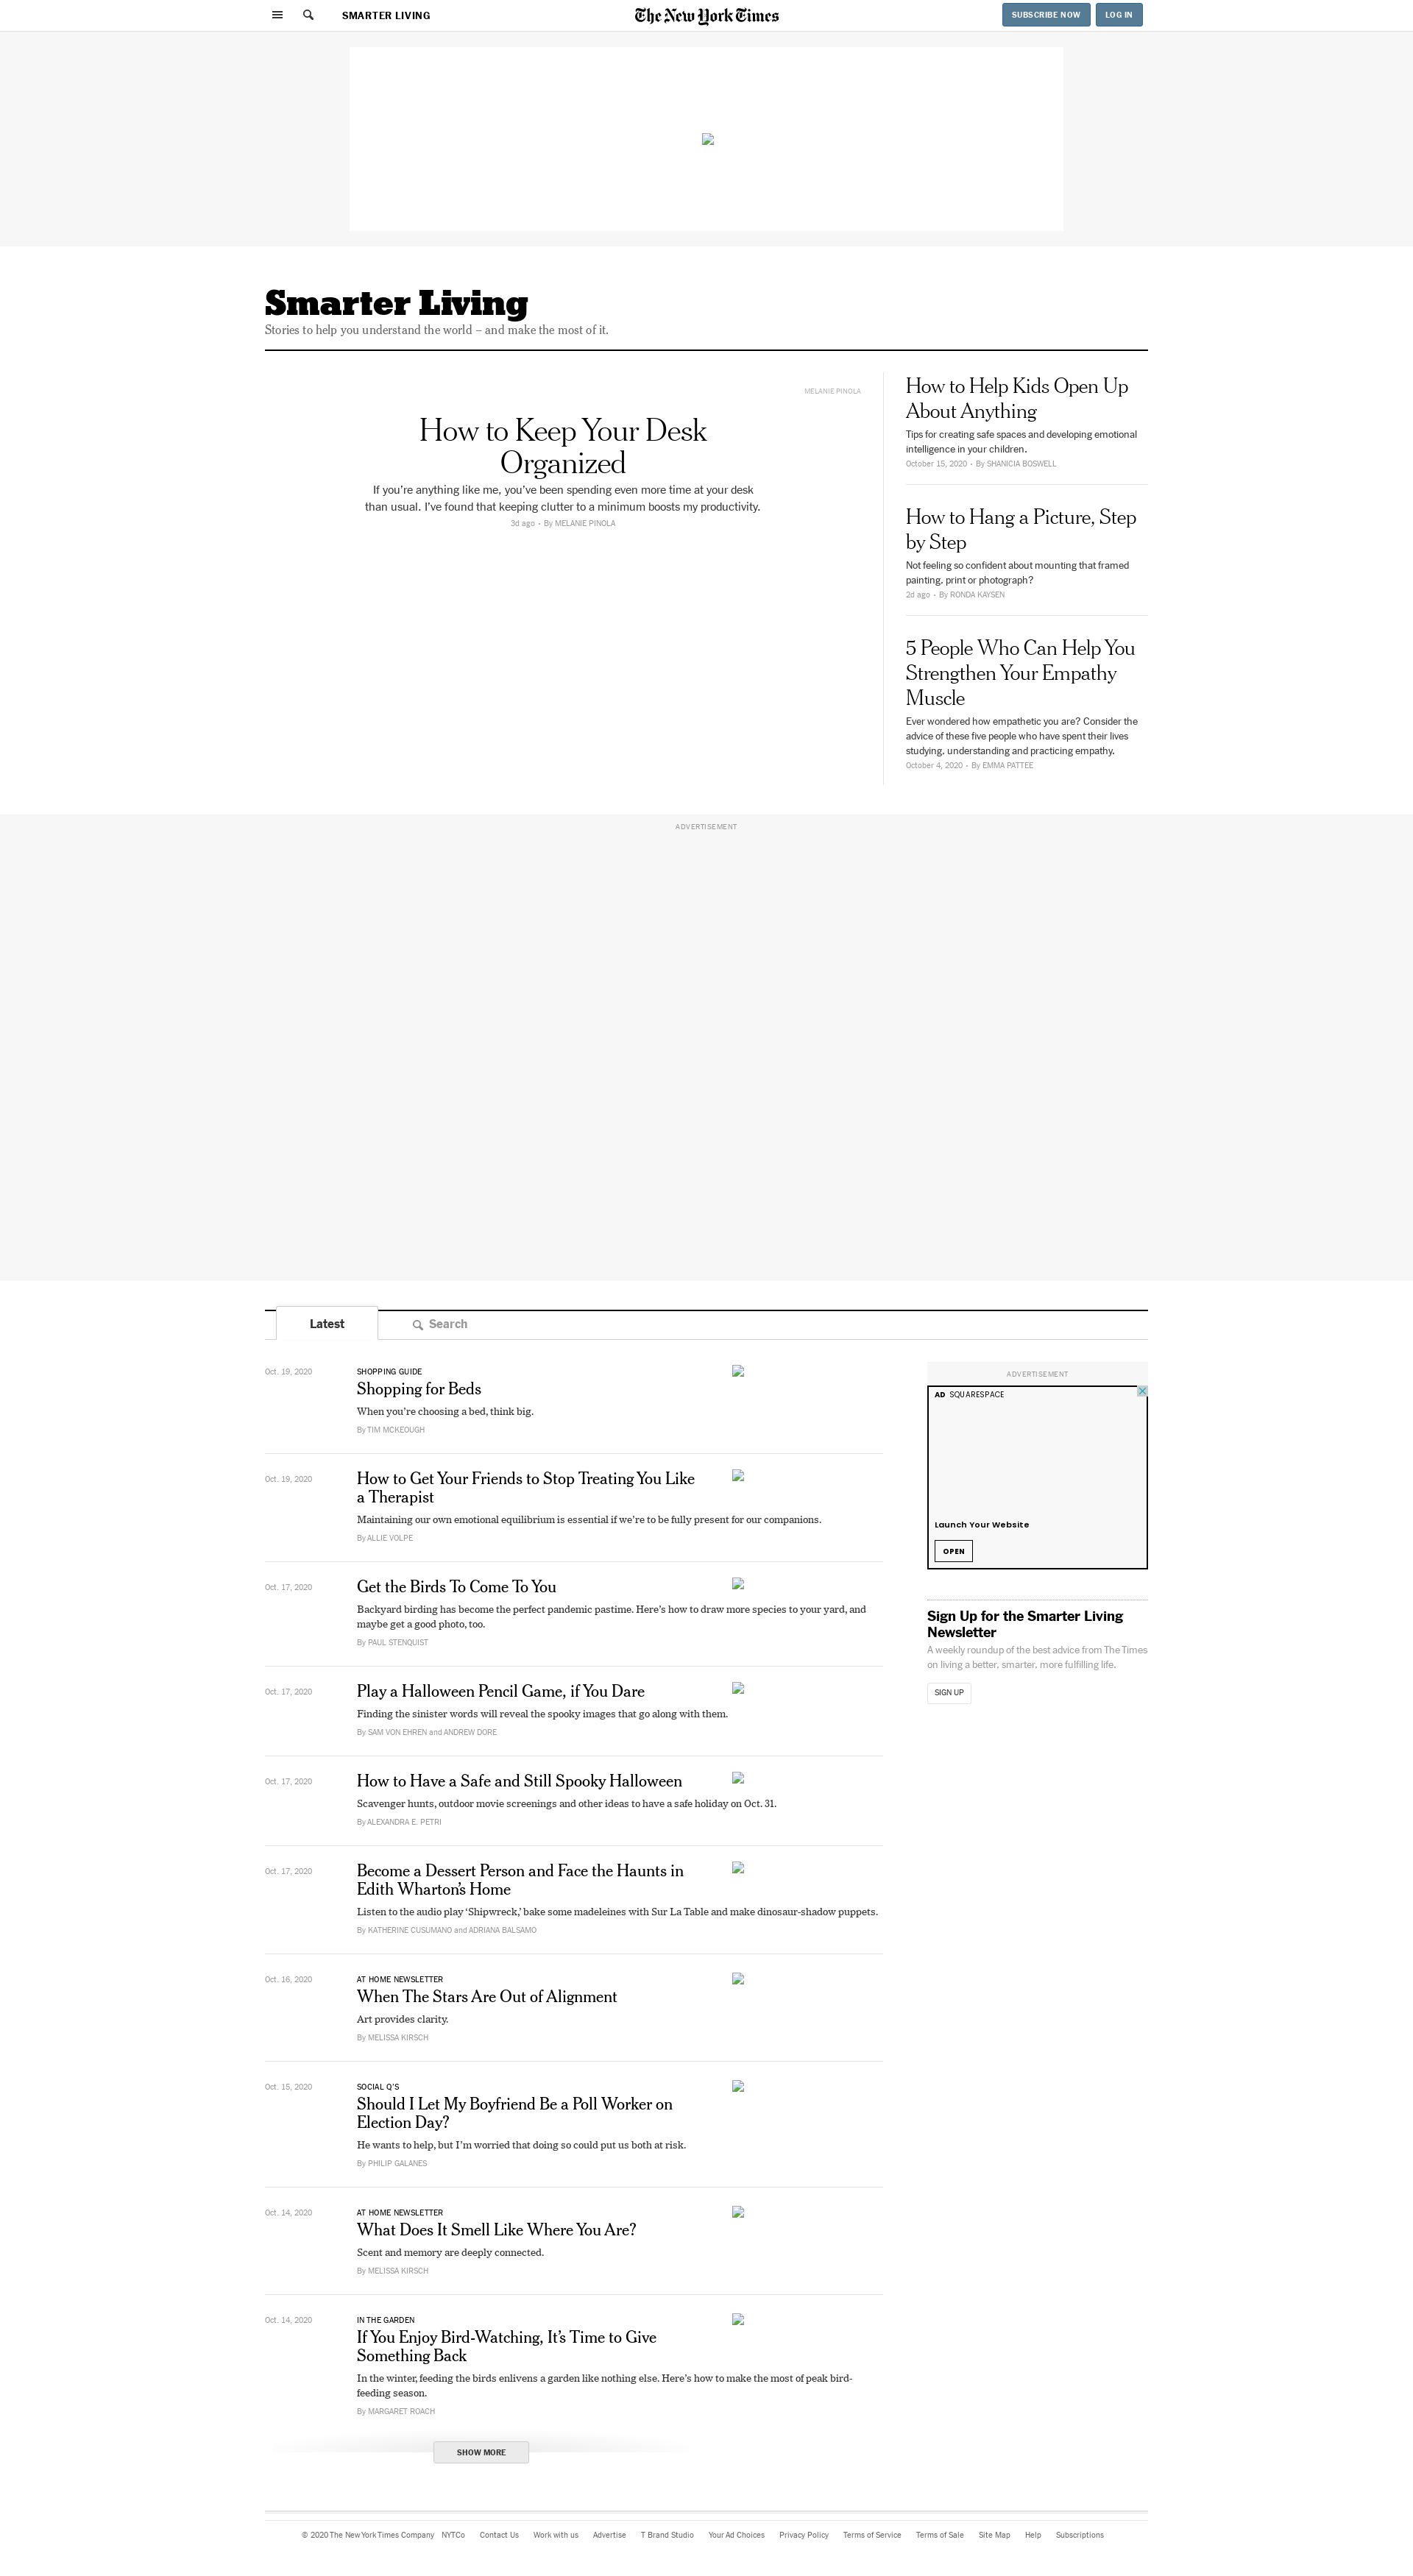 SMARTER LIVING
The New York Times
SUBSCRIBE NOW
LOG IN
Smarter Living
Stories to help you understand the world – and make the most of it.
MELANIE PINOLA
How to Keep Your Desk
Organized
If you’re anything like me, you’ve been spending even more time at your desk
than usual. I’ve found that keeping clutter to a minimum boosts my productivity.
3d ago • By MELANIE PINOLA
How to Help Kids Open Up
About Anything
Tips for creating safe spaces and developing emotional
intelligence in your children.
October 15, 2020 • By SHANICIA BOSWELL
How to Hang a Picture, Step
by Step
Not feeling so confident about mounting that framed
painting, print or photograph?
2d ago • By RONDA KAYSEN
5 People Who Can Help You
Strengthen Your Empathy
Muscle
Ever wondered how empathetic you are? Consider the
advice of these five people who have spent their lives
studying, understanding and practicing empathy.
October 4, 2020 • By EMMA PATTEE
ADVERTISEMENT
Latest
Search
Oct. 19, 2020
SHOPPING GUIDE
Shopping for Beds
When you’re choosing a bed, think big.
By TIM MCKEOUGH
Oct. 19, 2020
How to Get Your Friends to Stop Treating You Like
a Therapist
Maintaining our own emotional equilibrium is essential if we’re to be fully present for our companions.
By ALLIE VOLPE
Oct. 17, 2020
Get the Birds To Come To You
Backyard birding has become the perfect pandemic pastime. Here’s how to draw more species to your yard, and
maybe get a good photo, too.
By PAUL STENQUIST
Oct. 17, 2020
Play a Halloween Pencil Game, if You Dare
Finding the sinister words will reveal the spooky images that go along with them.
By SAM VON EHREN and ANDREW DORE
Oct. 17, 2020
How to Have a Safe and Still Spooky Halloween
Scavenger hunts, outdoor movie screenings and other ideas to have a safe holiday on Oct. 31.
By ALEXANDRA E. PETRI
Oct. 17, 2020
Become a Dessert Person and Face the Haunts in
Edith Wharton’s Home
Listen to the audio play ‘Shipwreck,’ bake some madeleines with Sur La Table and make dinosaur-shadow puppets.
By KATHERINE CUSUMANO and ADRIANA BALSAMO
Oct. 16, 2020
AT HOME NEWSLETTER
When The Stars Are Out of Alignment
Art provides clarity.
By MELISSA KIRSCH
Oct. 15, 2020
SOCIAL Q’S
Should I Let My Boyfriend Be a Poll Worker on
Election Day?
He wants to help, but I’m worried that doing so could put us both at risk.
By PHILIP GALANES
Oct. 14, 2020
AT HOME NEWSLETTER
What Does It Smell Like Where You Are?
Scent and memory are deeply connected.
By MELISSA KIRSCH
Oct. 14, 2020
IN THE GARDEN
If You Enjoy Bird-Watching, It’s Time to Give
Something Back
In the winter, feeding the birds enlivens a garden like nothing else. Here’s how to make the most of peak bird-
feeding season.
By MARGARET ROACH
SHOW MORE
ADVERTISEMENT
AD SQUARESPACE
Launch Your Website
OPEN
Sign Up for the Smarter Living
Newsletter
A weekly roundup of the best advice from The Times
on living a better, smarter, more fulfilling life.
SIGN UP
© 2020 The New York Times Company NYTCo Contact Us Work with us Advertise T Brand Studio Your Ad Choices Privacy Policy Terms of Service Terms of Sale Site Map Help Subscriptions